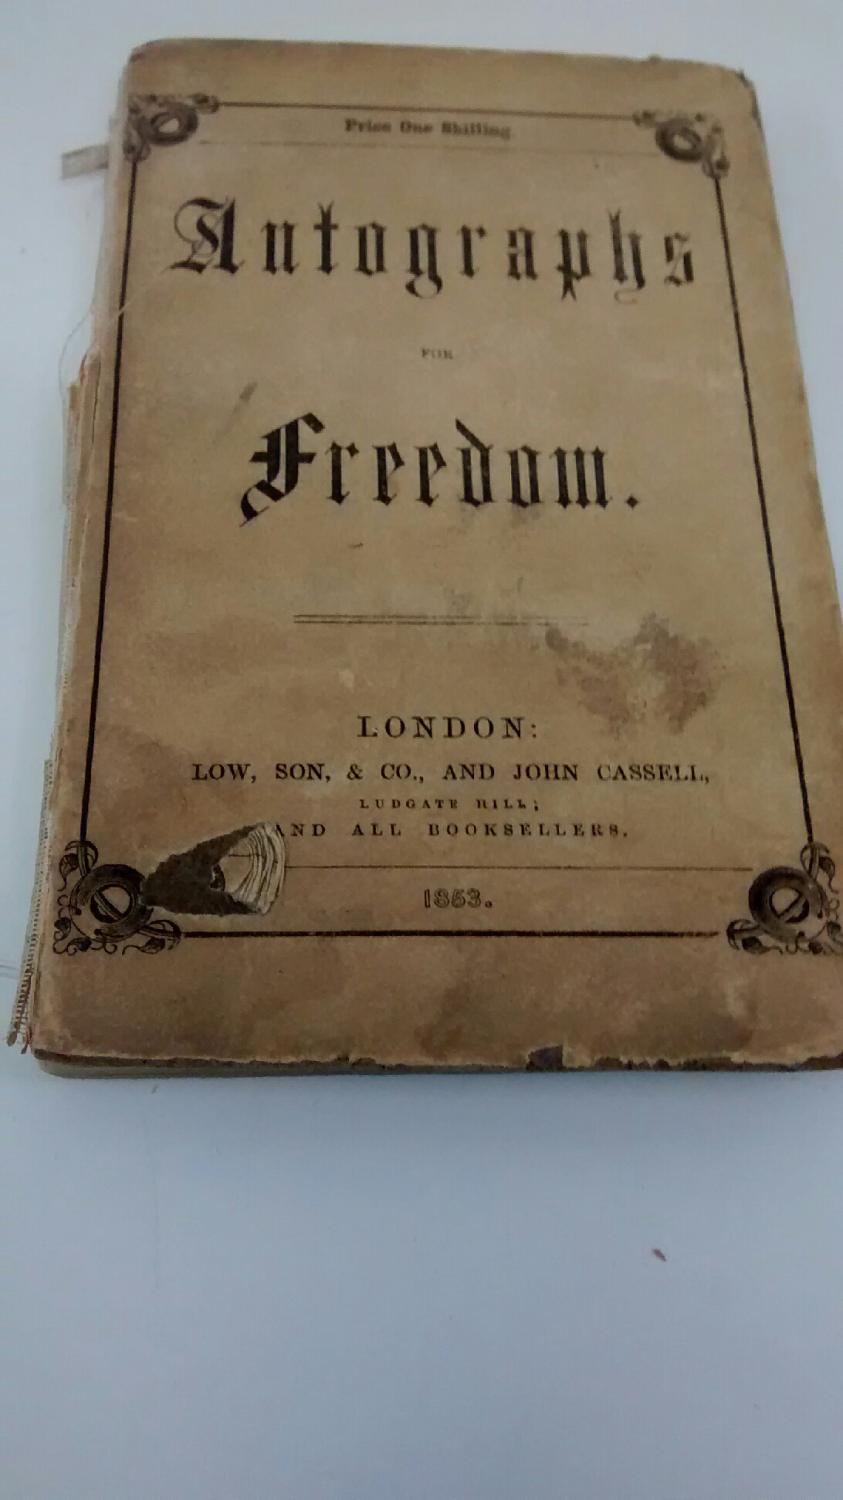 Price One Shilling
Autographs
FOR
Freedom.
LONDON:
LOW, SON, & CO., AND JOHN CASSELL,
LUDGATE HILL;
AND ALL BOOKSELLERS.
1853.